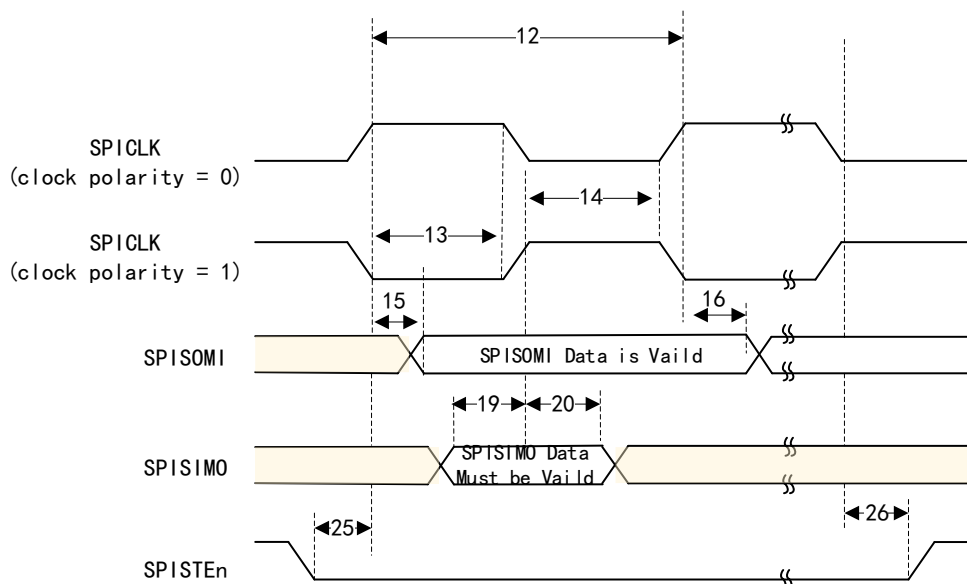 12
SPICLK
(clock polarity = 0)
14
13
SPICLK
(clock polarity = 1)
15
16
SPISOMI
SPISOMI Data is Vaild
19
20
SPISIMO
SPISIMO Data
Must be Vaild
25
26
SPISTEn